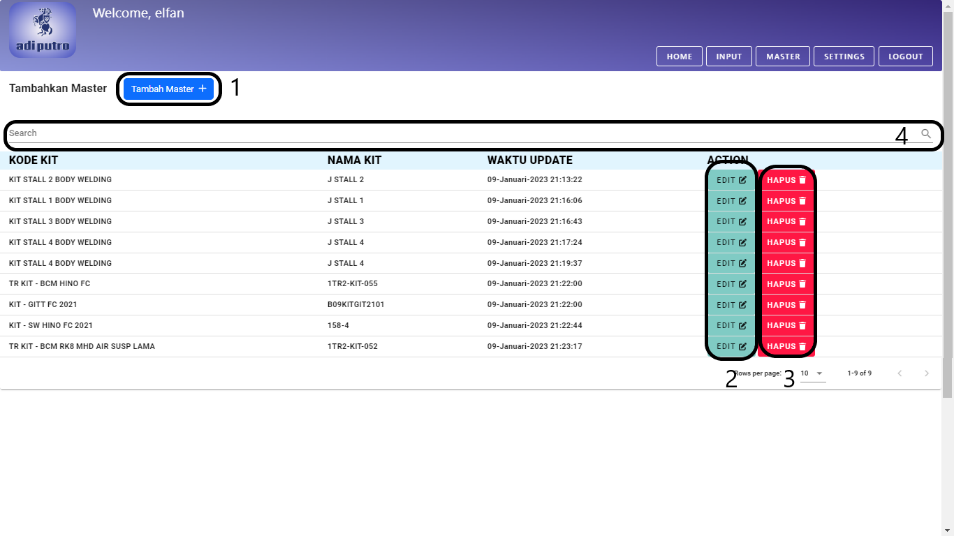 Welcome, elfan
adiputro
HOME INPUT MASTER SETTINGS LOGOUT
Tambahkan Master Tambah Master + 1
Search 4
KODE KIT NAMA KIT WAKTU UPDATE ACTION
KIT STALL 2 BODY WELDING J STALL 2 09-Januari-2023 21:13:22 EDIT HAPUS
KIT STALL 1 BODY WELDING J STALL 1 09-Januari-2023 21:16:06 EDIT HAPUS
KIT STALL 3 BODY WELDING J STALL 3 09-Januari-2023 21:16:43 EDIT HAPUS
KIT STALL 4 BODY WELDING J STALL 4 09-Januari-2023 21:17:24 EDIT HAPUS
KIT STALL 4 BODY WELDING J STALL 4 09-Januari-2023 21:19:37 EDIT HAPUS
TR KIT - BCM HINO FC 1TR2-KIT-055 09-Januari-2023 21:22:00 EDIT HAPUS
KIT - GITT FC 2021 B09KITGIT2101 09-Januari-2023 21:22:00 EDIT HAPUS
KIT - SW HINO FC 2021 158-4 09-Januari-2023 21:22:44 EDIT HAPUS
TR KIT - BCM RK8 MHD AIR SUSP LAMA 1TR2-KIT-052 09-Januari-2023 21:23:17 EDIT HAPUS
2 Rows per page: 3 10 1-9 of 9